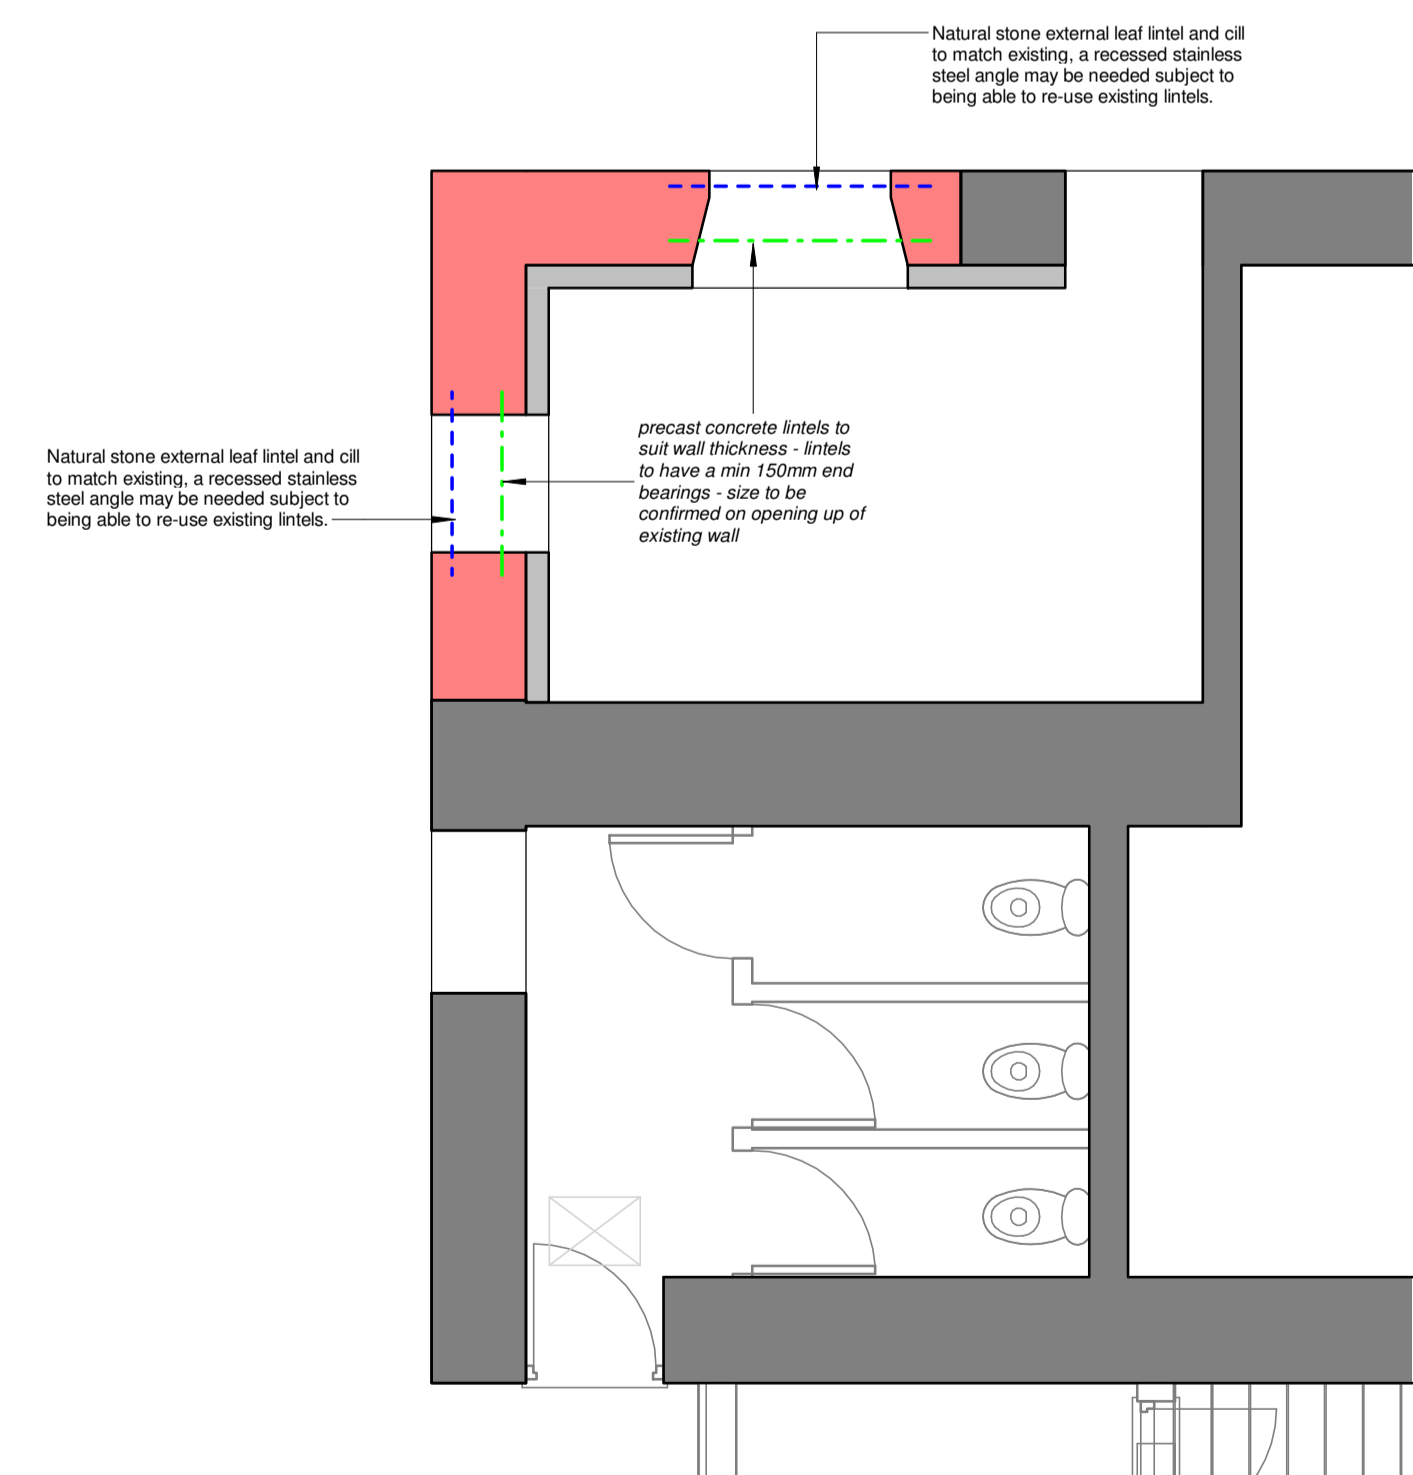 Natural stone external leaf lintel and cill
to match existing, a recessed stainless
steel angle may be needed subject to
being able to re-use existing lintels.
precast concrete lintels to
suit wall thickness - lintels
to have a min 150mm end
bearings - size to be
confirmed on opening up of
existing wall
Natural stone external leaf lintel and cill
to match existing, a recessed stainless
steel angle may be needed subject to
being able to re-use existing lintels.